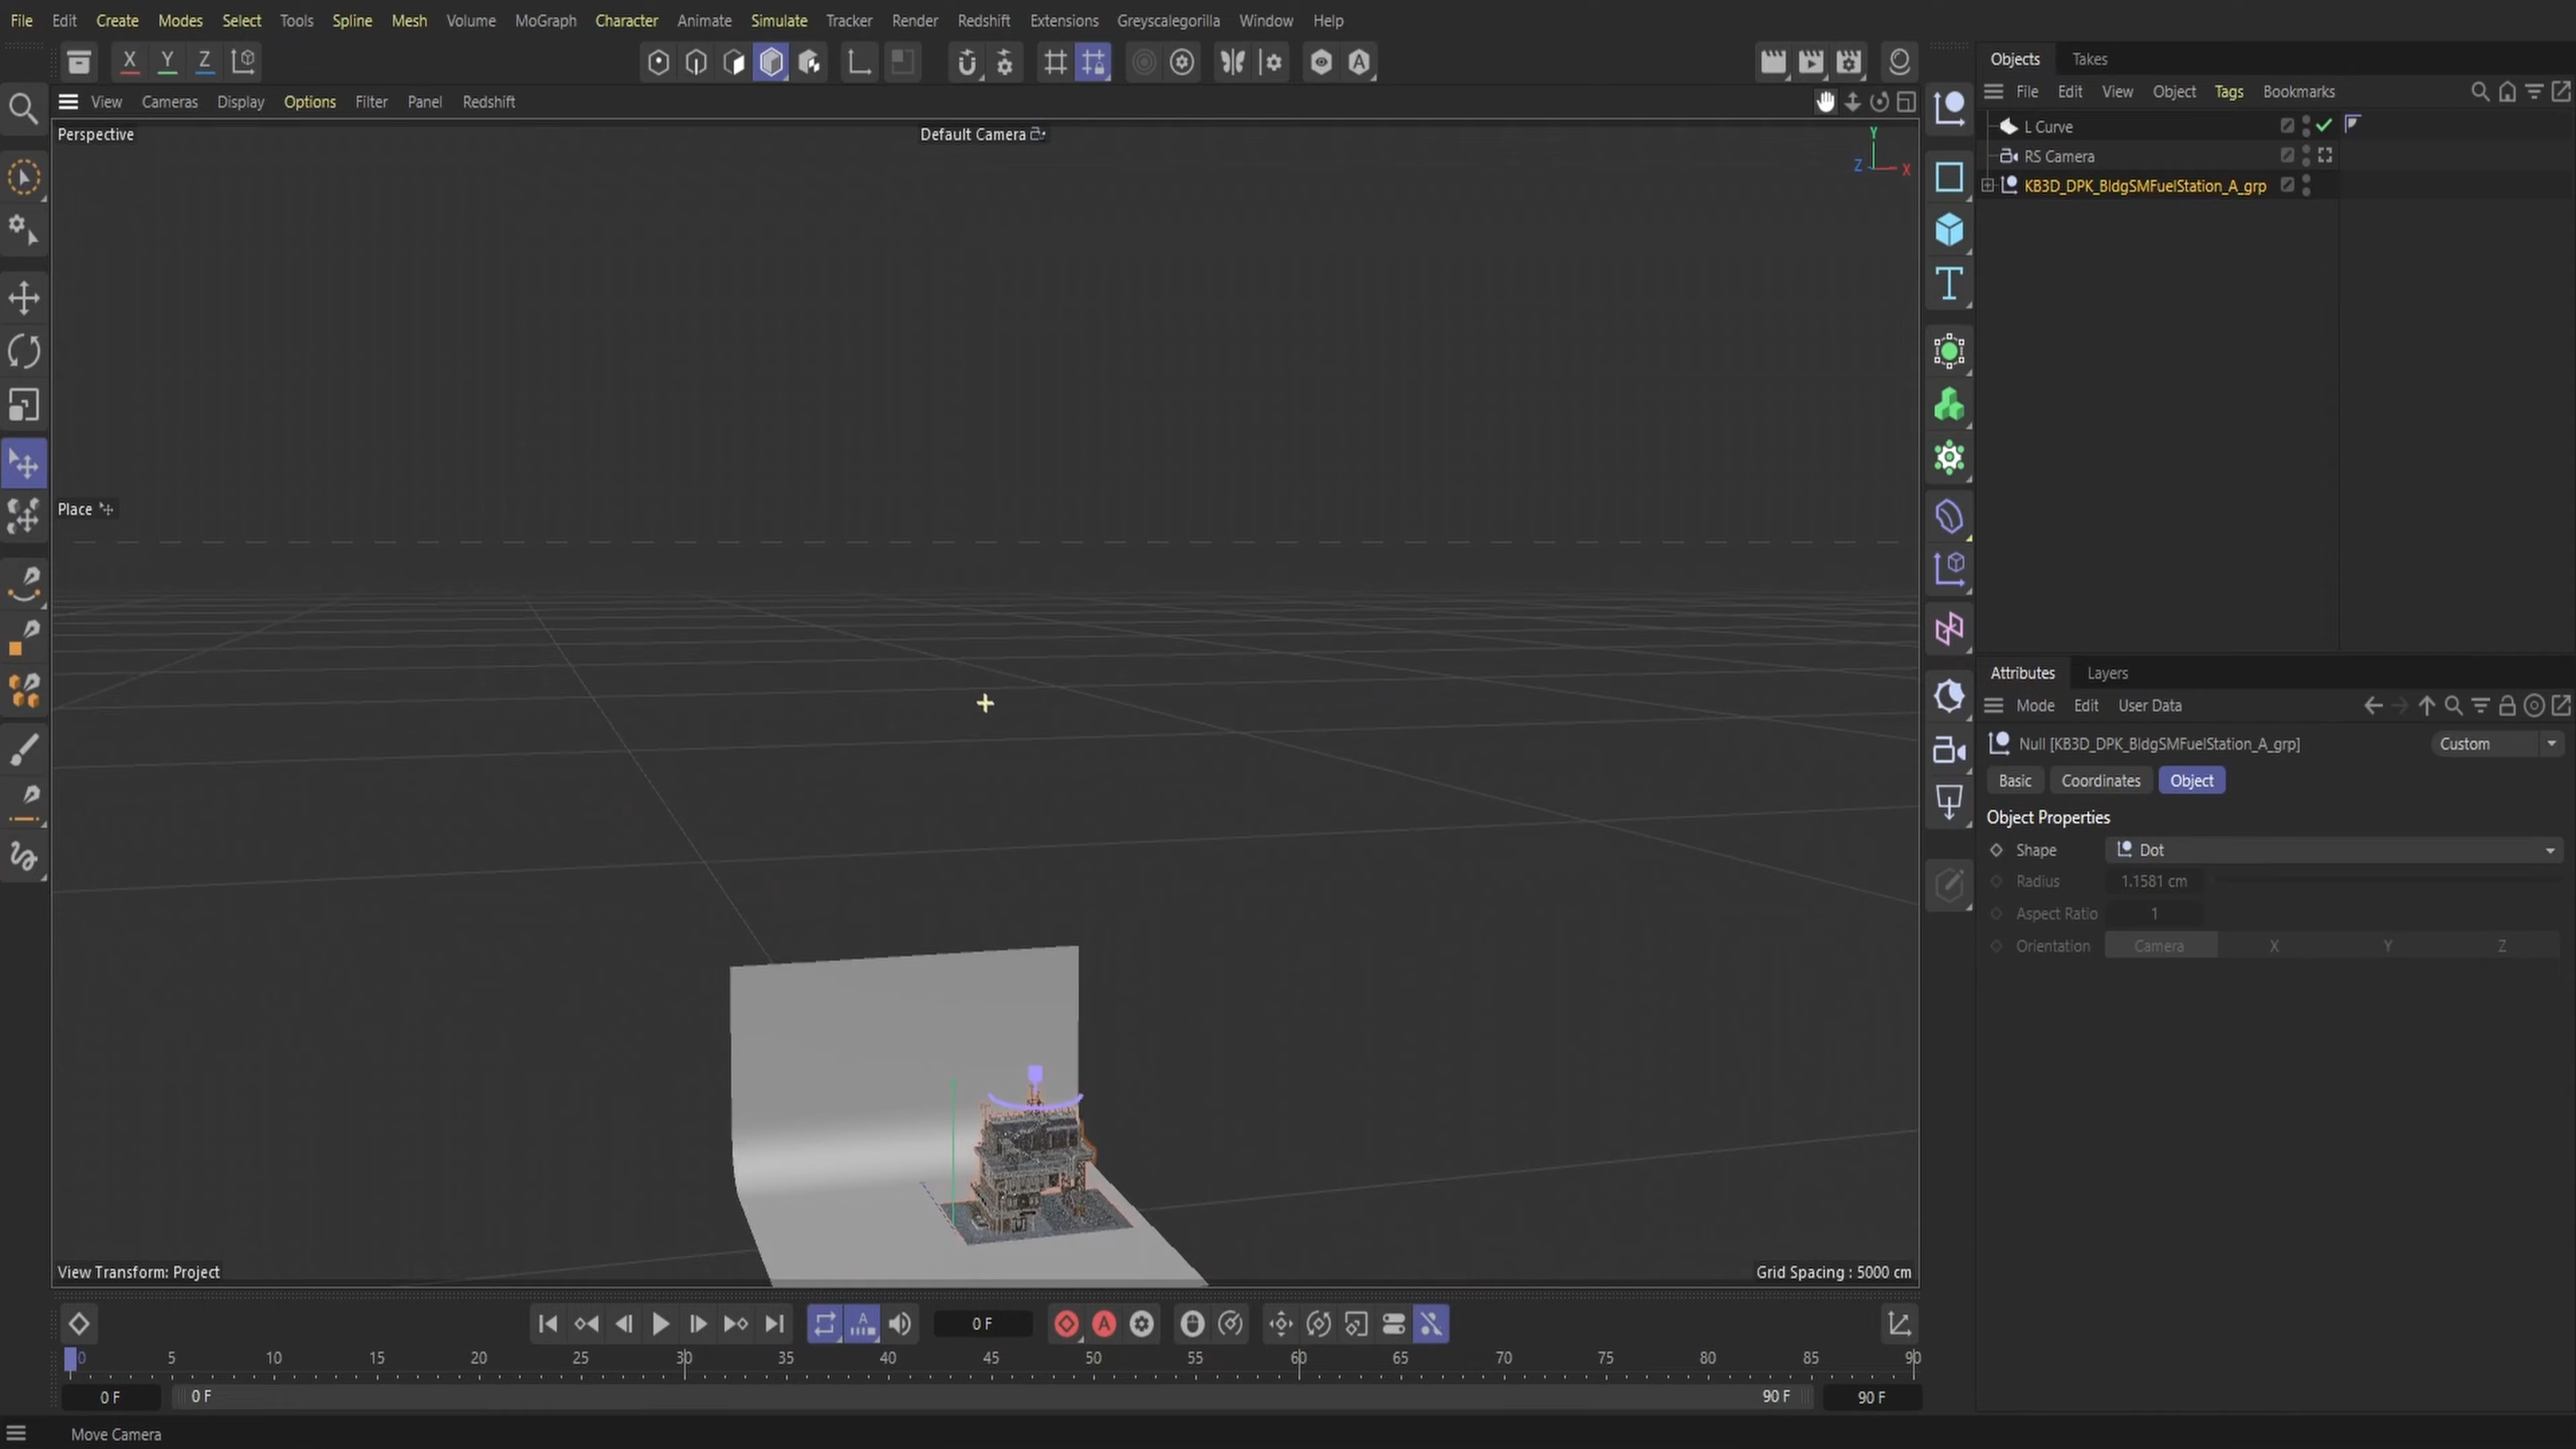 File Edit Create Modes Select Tools Spline Mesh Volume MoGraph Character Animate Simulate Tracker Render Redshift Extensions Greyscalegorilla Window Help
X Y Z
Objects Takes
View Cameras Display Options Filter Panel Redshift
File Edit View Object Tags Bookmarks
Perspective
Default Camera
Y
Z X
L Curve
RS Camera
KB3D_DPK_BldgSMFuelStation_A_grp
Place
Attributes Layers
Mode Edit User Data
Null [KB3D_DPK_BldgSMFuelStation_A_grp]
Custom
Basic Coordinates Object
Object Properties
Shape Dot
Radius 1.1581 cm
Aspect Ratio 1
Orientation Camera X Y Z
View Transform: Project
Grid Spacing : 5000 cm
0 F
0 5 10 15 20 25 30 35 40 45 50 55 60 65 70 75 80 85 90
0 F 0 F 90 F 90 F
Move Camera